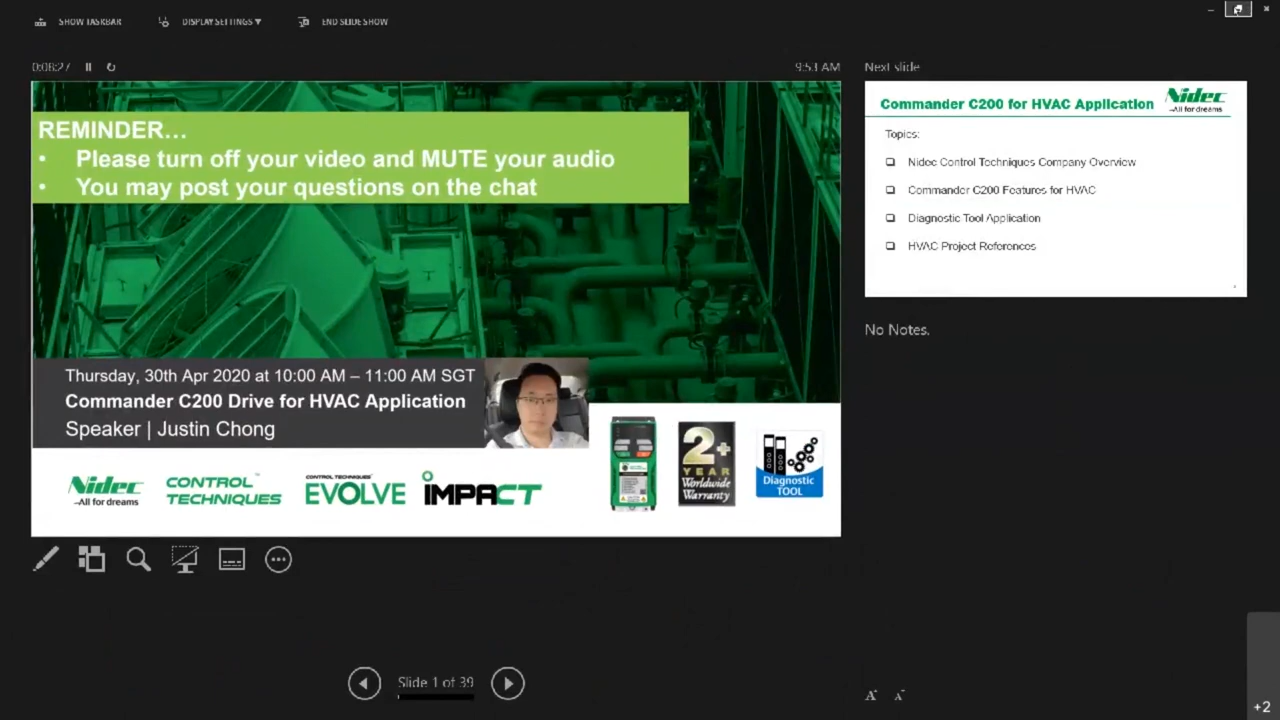 SHOW TASKBAR
DISPLAY SETTINGS ▼
END SLIDE SHOW
0:08:27
9:53 AM
Next slide
REMINDER...
• Please turn off your video and MUTE your audio
• You may post your questions on the chat
Thursday, 30th Apr 2020 at 10:00 AM – 11:00 AM SGT
Commander C200 Drive for HVAC Application
Speaker | Justin Chong
Nidec
-All for dreams
CONTROL TECHNIQUES™
CONTROL TECHNIQUES
EVOLVE
IMPACT
2+
YEAR
Worldwide
Warranty
Diagnostic
TOOL
Commander C200 for HVAC Application
Nidec
-All for dreams
Topics:
Nidec Control Techniques Company Overview
Commander C200 Features for HVAC
Diagnostic Tool Application
HVAC Project References
No Notes.
Slide 1 of 39
A A
+2